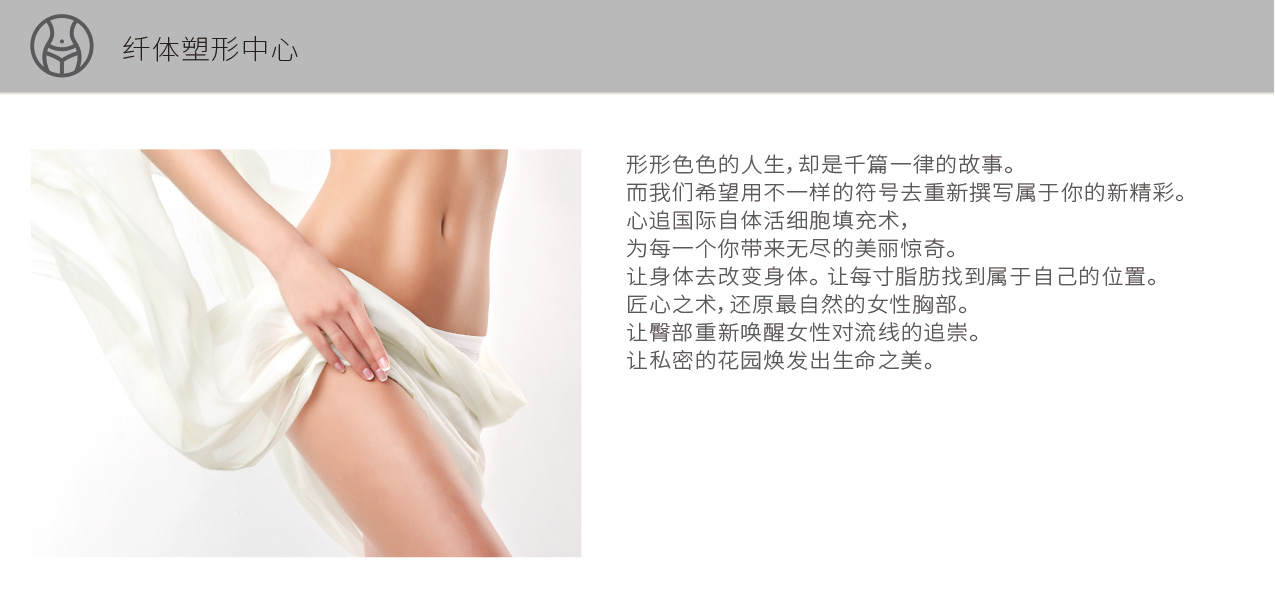 纤体塑形中心
形形色色的人生，却是千篇一律的故事。
而我们希望用不一样的符号去重新撰写属于你的新精彩。
心追国际自体活细胞填充术，
为每一个你带来无尽的美丽惊奇。
让身体去改变身体。让每寸脂肪找到属于自己的位置。
匠心之术，还原最自然的女性胸部。
让臀部重新唤醒女性对流线的追崇。
让私密的花园焕发出生命之美。